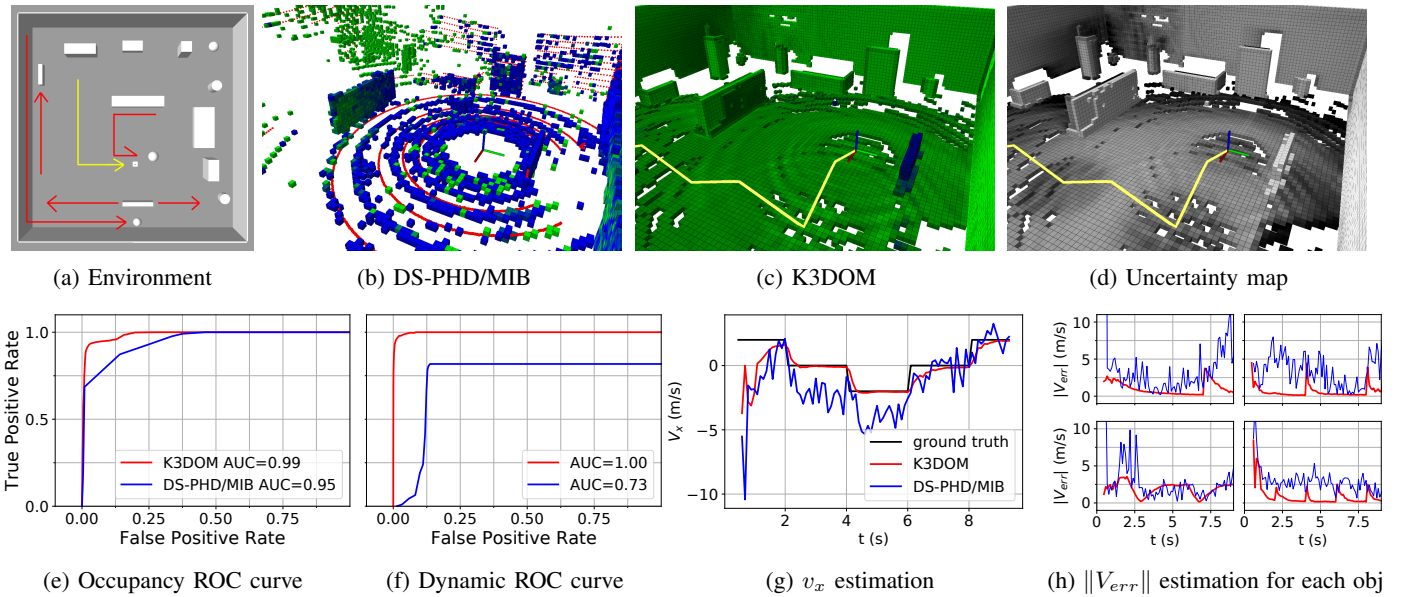 (a) Environment
(b) DS-PHD/MIB
(c) K3DOM
(d) Uncertainty map
True Positive Rate
1.0
0.5
0.0
K3DOM AUC=0.99
DS-PHD/MIB AUC=0.95
0.00 0.25 0.50 0.75
False Positive Rate
(e) Occupancy ROC curve
AUC=1.00
AUC=0.73
0.00 0.25 0.50 0.75
False Positive Rate
(f) Dynamic ROC curve
V_x (m/s)
0
−5
−10
ground truth
K3DOM
DS-PHD/MIB
2 4 6 8
t (s)
(g) v_x estimation
|V_err| (m/s)
10
5
0
|V_err| (m/s)
10
5
0
0 2.5 5 7.5
t (s)
0 2.5 5 7.5
t (s)
(h) ‖V_err‖ estimation for each obj